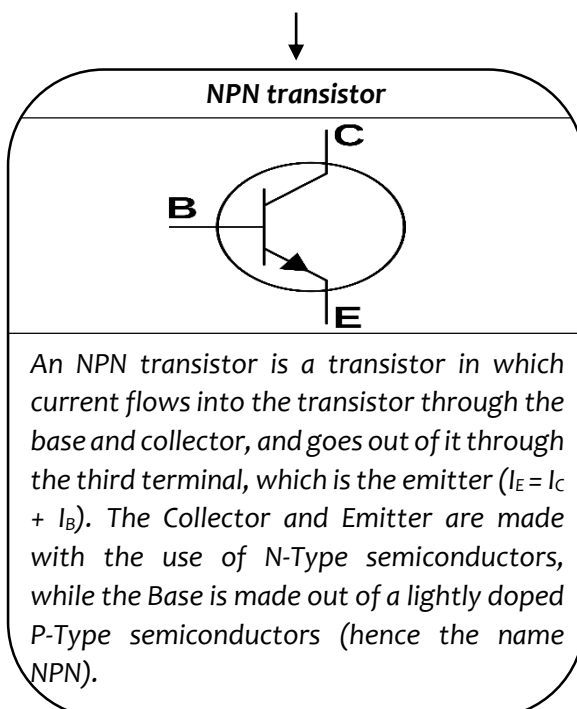 NPN transistor
C
B
E
An NPN transistor is a transistor in which
current flows into the transistor through the
base and collector, and goes out of it through
the third terminal, which is the emitter (IE = IC
+ IB). The Collector and Emitter are made
with the use of N-Type semiconductors,
while the Base is made out of a lightly doped
P-Type semiconductors (hence the name
NPN).